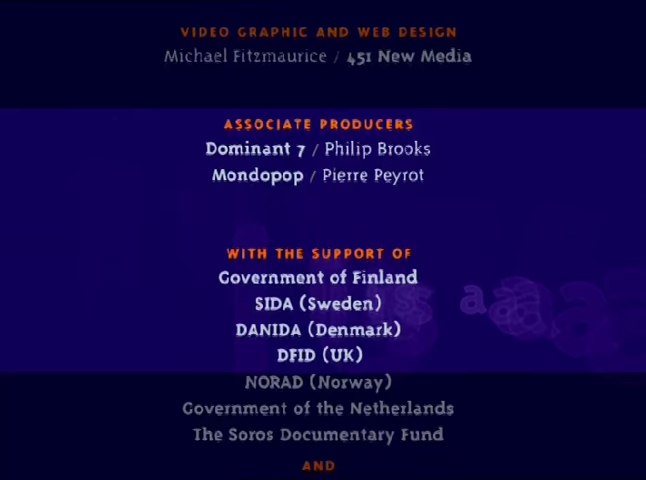 VIDEO GRAPHIC AND WEB DESIGN
Michael Fitzmaurice / 451 New Media
ASSOCIATE PRODUCERS
Dominant 7 / Philip Brooks
Mondopop / Pierre Peyrot
WITH THE SUPPORT OF
Government of Finland
SIDA (Sweden)
DANIDA (Denmark)
DFID (UK)
NORAD (Norway)
Government of the Netherlands
The Soros Documentary Fund
AND